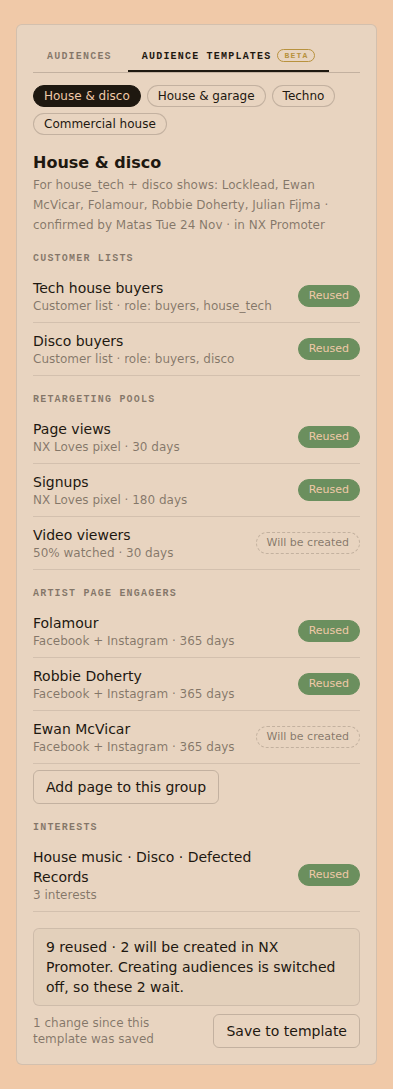 AUDIENCES
AUDIENCE TEMPLATES BETA
House & disco
House & garage
Techno
Commercial house
House & disco
For house_tech + disco shows: Locklead, Ewan
McVicar, Folamour, Robbie Doherty, Julian Fijma ·
confirmed by Matas Tue 24 Nov · in NX Promoter
CUSTOMER LISTS
Tech house buyers
Customer list · role: buyers, house_tech
Reused
Disco buyers
Customer list · role: buyers, disco
Reused
RETARGETING POOLS
Page views
NX Loves pixel · 30 days
Reused
Signups
NX Loves pixel · 180 days
Reused
Video viewers
50% watched · 30 days
Will be created
ARTIST PAGE ENGAGERS
Folamour
Facebook + Instagram · 365 days
Reused
Robbie Doherty
Facebook + Instagram · 365 days
Reused
Ewan McVicar
Facebook + Instagram · 365 days
Will be created
Add page to this group
INTERESTS
House music · Disco · Defected
Records
3 interests
Reused
9 reused · 2 will be created in NX
Promoter. Creating audiences is switched
off, so these 2 wait.
1 change since this
template was saved
Save to template